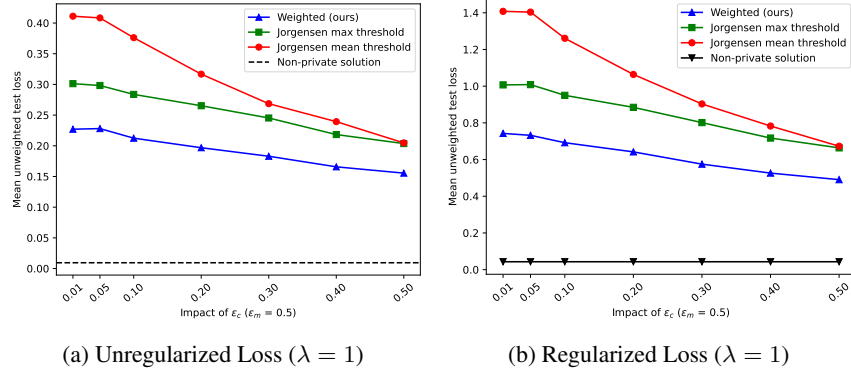 Weighted (ours)
Jorgensen max threshold
Jorgensen mean threshold
Non-private solution
Mean unweighted test loss
0.40
0.35
0.30
0.25
0.20
0.15
0.10
0.05
0.00
0.01
0.05
0.10
0.20
0.30
0.40
0.50
Impact of εc (εm = 0.5)
(a) Unregularized Loss (λ = 1)
Weighted (ours)
Jorgensen max threshold
Jorgensen mean threshold
Non-private solution
Mean unweighted test loss
1.4
1.2
1.0
0.8
0.6
0.4
0.2
0.0
0.01
0.05
0.10
0.20
0.30
0.40
0.50
Impact of εc (εm = 0.5)
(b) Regularized Loss (λ = 1)